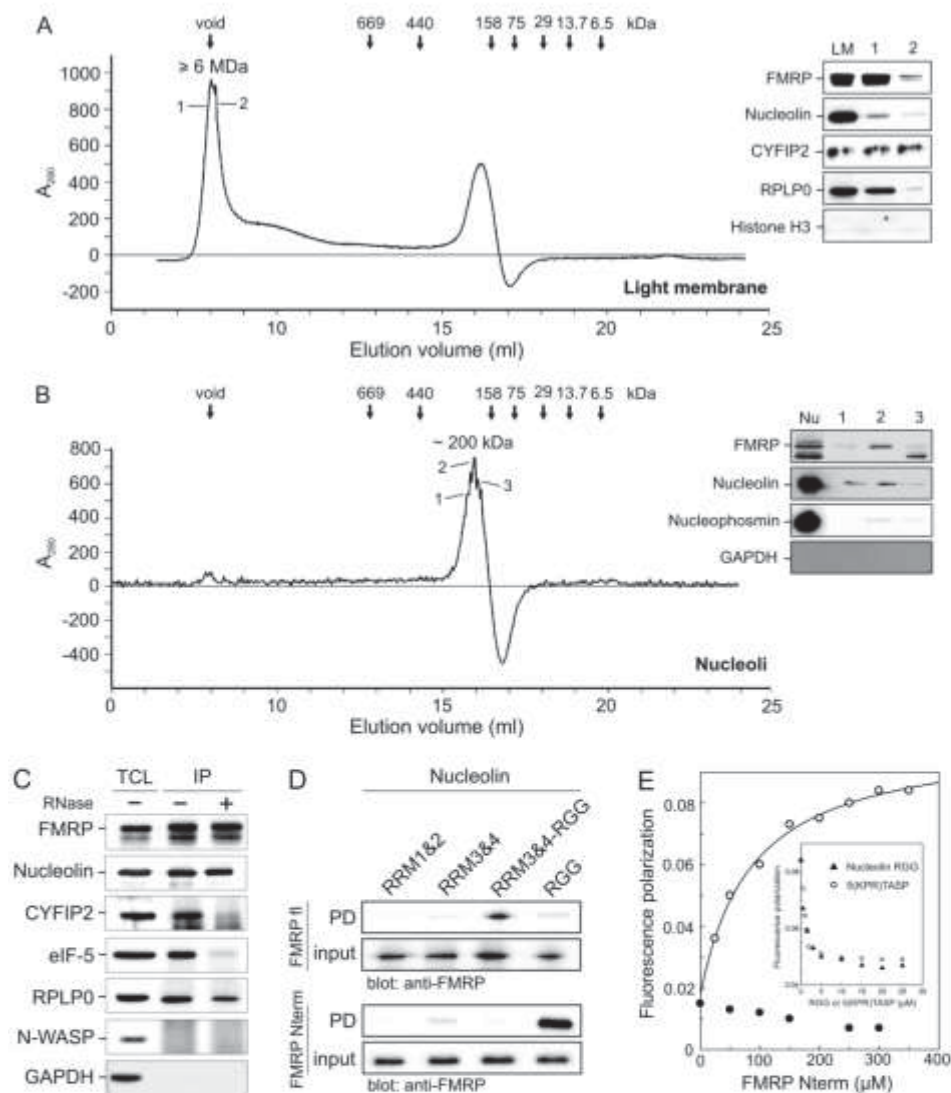 A
void 669 440 158 75 29 13.7 6.5 kDa
≥ 6 MDa
1 2
1000
800
600
400
200
0
-200
A280
0 5 10 15 20 25
Elution volume (ml)
Light membrane
LM 1 2
FMRP
Nucleolin
CYFIP2
RPLP0
Histone H3
B
void 669 440 158 75 29 13.7 6.5 kDa
~ 200 kDa
2
1 3
800
600
400
200
0
-200
-400
A280
0 5 10 15 20 25
Elution volume (ml)
Nucleoli
Nu 1 2 3
FMRP
Nucleolin
Nucleophosmin
GAPDH
C
TCL IP
RNase − − +
FMRP
Nucleolin
CYFIP2
eIF-5
RPLP0
N-WASP
GAPDH
D
Nucleolin
RRM1&2 RRM3&4 RRM3&4-RGG RGG
FMRP fl
PD
input
blot: anti-FMRP
FMRP Nterm
PD
input
blot: anti-FMRP
E
Fluorescence polarization
0.08
0.06
0.04
0.02
0
0 100 200 300 400
FMRP Nterm (µM)
Nucleolin RGG
S(KPR)TASP
Fluorescence polarization
RGG or S(KPR)TASP (µM)